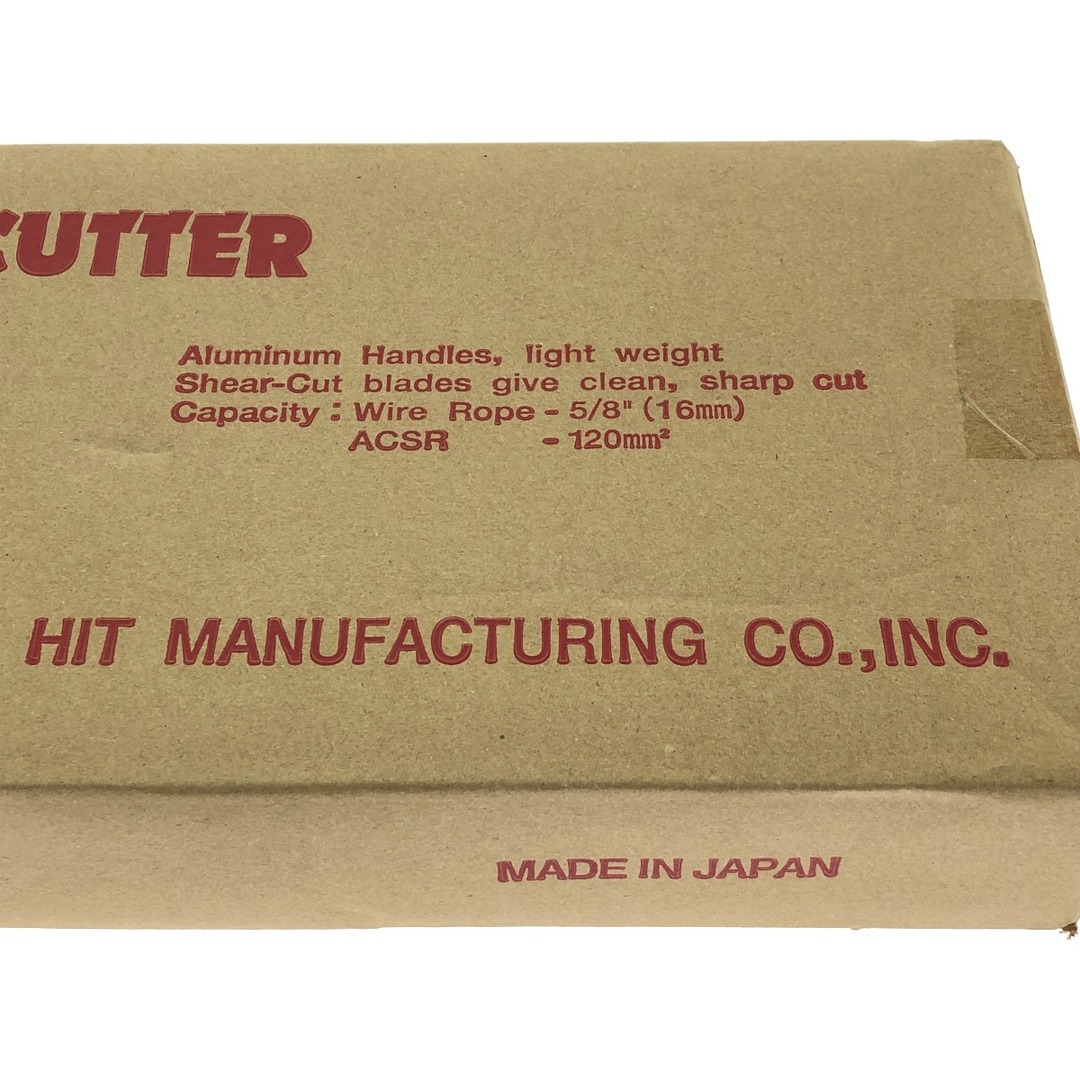 CUTTER
Aluminum Handles, light weight
Shear-Cut blades give clean, sharp cut
Capacity : Wire Rope - 5/8" (16mm)
ACSR - 120mm²
HIT MANUFACTURING CO.,INC.
MADE IN JAPAN